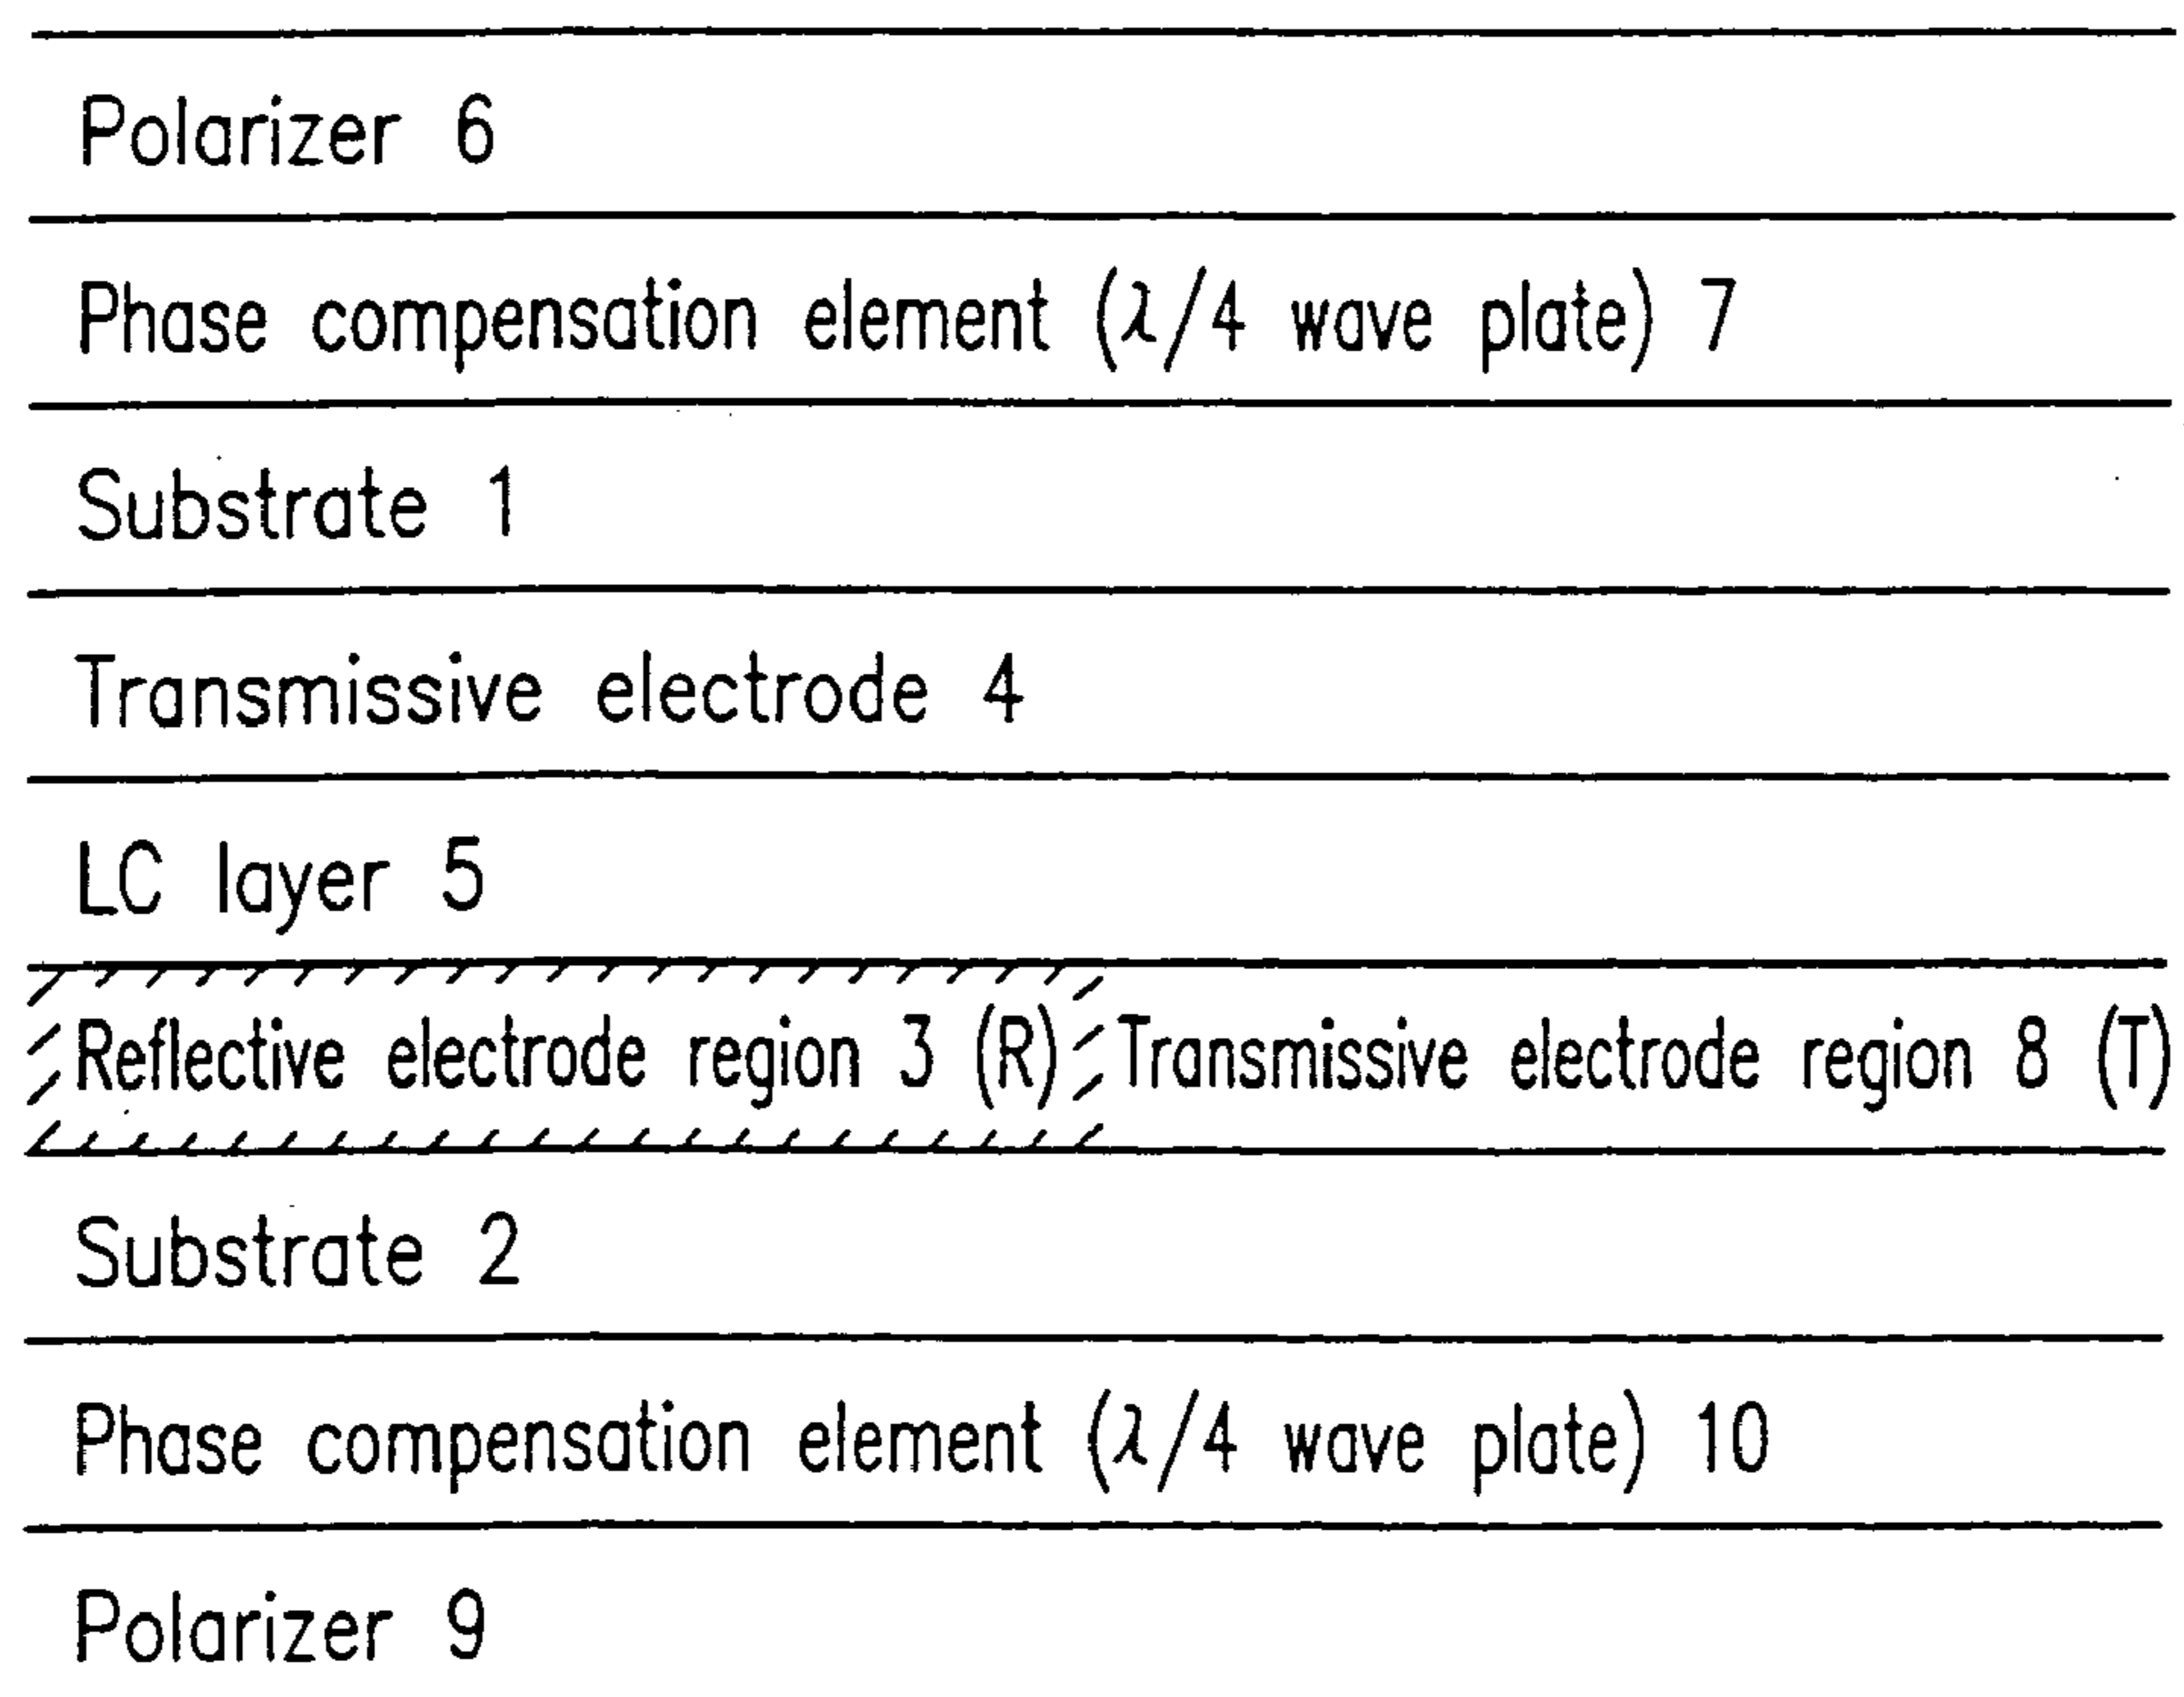 Polarizer 6
Phase compensation element (λ/4 wave plate) 7
Substrate 1
Transmissive electrode 4
LC layer 5
Reflective electrode region 3 (R) Transmissive electrode region 8 (T)
Substrate 2
Phase compensation element (λ/4 wave plate) 10
Polarizer 9